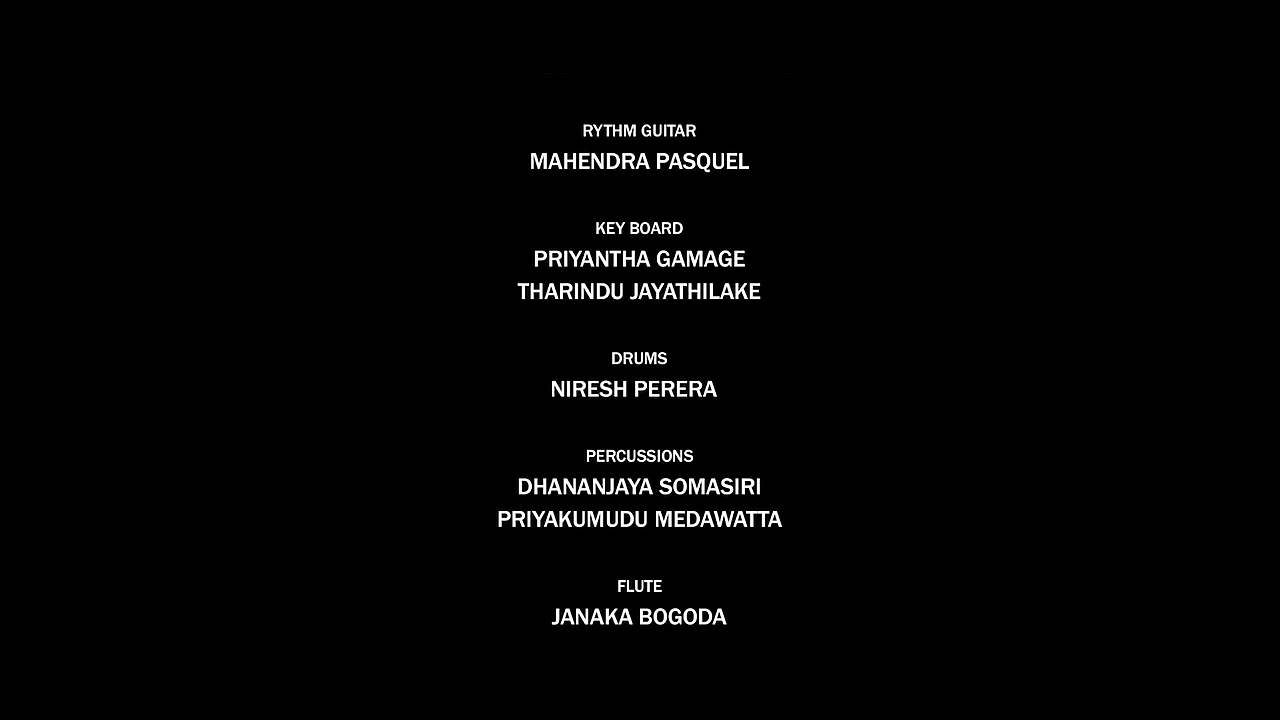 RYTHM GUITAR
MAHENDRA PASQUEL
KEY BOARD
PRIYANTHA GAMAGE
THARINDU JAYATHILAKE
DRUMS
NIRESH PERERA
PERCUSSIONS
DHANANJAYA SOMASIRI
PRIYAKUMUDU MEDAWATTA
FLUTE
JANAKA BOGODA